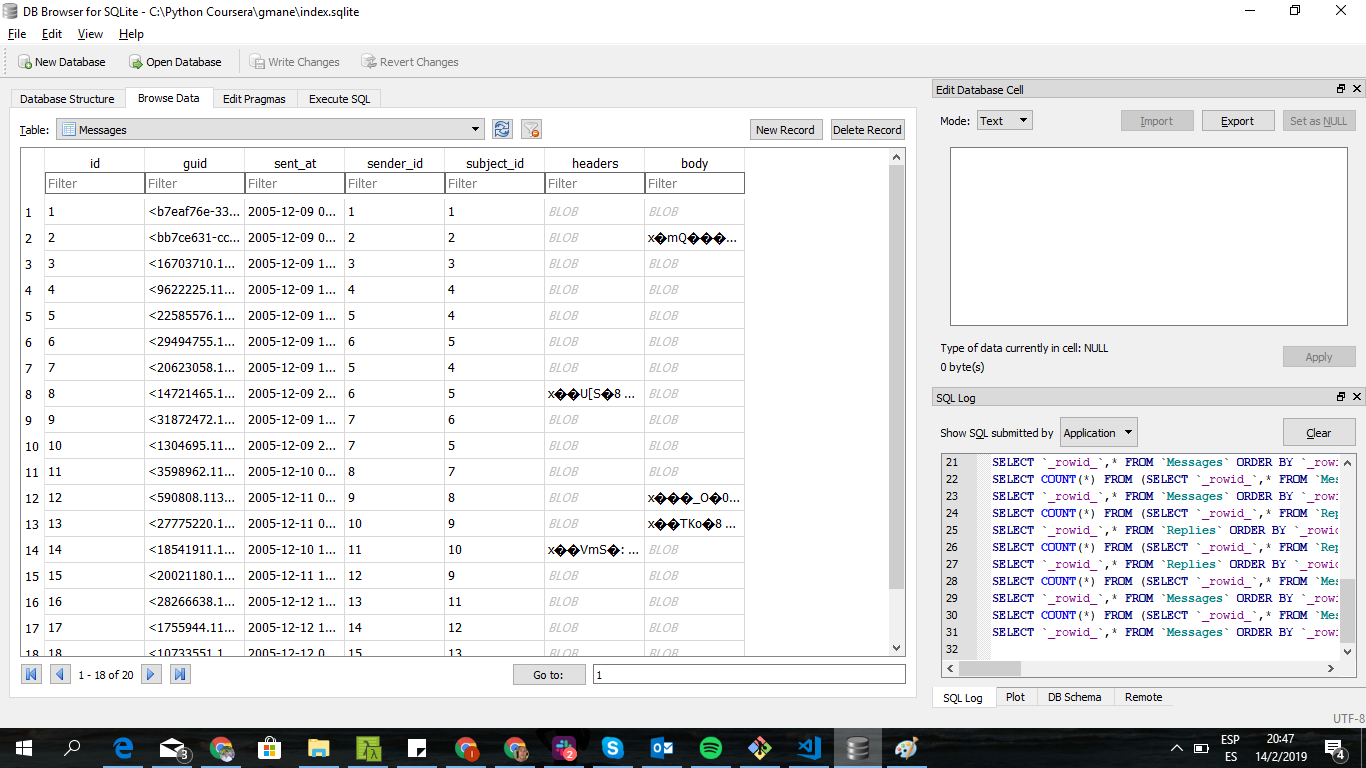 DB Browser for SQLite - C:\Python Coursera\gmane\index.sqlite
File Edit View Help
New Database Open Database Write Changes Revert Changes
Database Structure Browse Data Edit Pragmas Execute SQL
Table: Messages New Record Delete Record
id guid sent_at sender_id subject_id headers body
Filter Filter Filter Filter Filter Filter Filter
1 1 <b7eaf76e-33... 2005-12-09 0... 1 1 BLOB BLOB
2 2 <bb7ce631-cc... 2005-12-09 0... 2 2 BLOB x�mQ���...
3 3 <16703710.1... 2005-12-09 1... 3 3 BLOB BLOB
4 4 <9622225.11... 2005-12-09 1... 4 4 BLOB BLOB
5 5 <22585576.1... 2005-12-09 1... 5 4 BLOB BLOB
6 6 <29494755.1... 2005-12-09 1... 6 5 BLOB BLOB
7 7 <20623058.1... 2005-12-09 1... 5 4 BLOB BLOB
8 8 <14721465.1... 2005-12-09 2... 6 5 x��U[S�8 ... BLOB
9 9 <31872472.1... 2005-12-09 1... 7 6 BLOB BLOB
10 10 <1304695.11... 2005-12-09 2... 7 5 BLOB BLOB
11 11 <3598962.11... 2005-12-10 0... 8 7 BLOB BLOB
12 12 <590808.113... 2005-12-11 0... 9 8 BLOB x���_O�0...
13 13 <27775220.1... 2005-12-11 0... 10 9 BLOB x��TKo�8 ...
14 14 <18541911.1... 2005-12-10 1... 11 10 x��VmS�: ... BLOB
15 15 <20021180.1... 2005-12-11 1... 12 9 BLOB BLOB
16 16 <28266638.1... 2005-12-12 1... 13 11 BLOB BLOB
17 17 <1755944.11... 2005-12-12 1... 14 12 BLOB BLOB
18 18 <10733551.1... 2005-12-12 0... 15 13 BLOB BLOB
1 - 18 of 20 Go to: 1
Edit Database Cell
Mode: Text Import Export Set as NULL
Type of data currently in cell: NULL
0 byte(s)
Apply
SQL Log
Show SQL submitted by Application Clear
21 SELECT `_rowid_`,* FROM `Messages` ORDER BY `_rowi
22 SELECT COUNT(*) FROM (SELECT `_rowid_`,* FROM `Mes
23 SELECT `_rowid_`,* FROM `Messages` ORDER BY `_rowi
24 SELECT COUNT(*) FROM (SELECT `_rowid_`,* FROM `Rep
25 SELECT `_rowid_`,* FROM `Replies` ORDER BY `_rowid
26 SELECT COUNT(*) FROM (SELECT `_rowid_`,* FROM `Rep
27 SELECT `_rowid_`,* FROM `Replies` ORDER BY `_rowid
28 SELECT COUNT(*) FROM (SELECT `_rowid_`,* FROM `Mes
29 SELECT `_rowid_`,* FROM `Messages` ORDER BY `_rowi
30 SELECT COUNT(*) FROM (SELECT `_rowid_`,* FROM `Mes
31 SELECT `_rowid_`,* FROM `Messages` ORDER BY `_rowi
32
SQL Log Plot DB Schema Remote
UTF-8
3 1 2 ESP 20:47
ES 14/2/2019 4